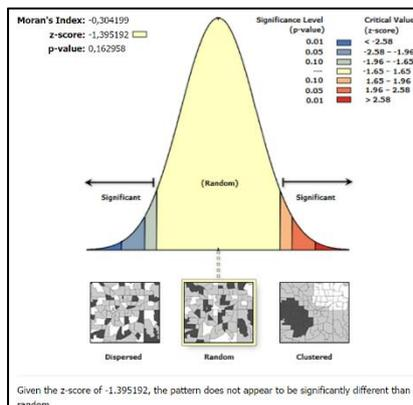 Moran's Index: -0,304199
z-score: -1,395192
p-value: 0,162958
Significance Level
(p-value)
Critical Value
(z-score)
0.01 < -2.58
0.05 -2.58 - -1.96
0.10 -1.96 - -1.65
--- -1.65 - 1.65
0.10 1.65 - 1.96
0.05 1.96 - 2.58
0.01 > 2.58
(Random)
Significant
Significant
Dispersed
Random
Clustered
Given the z-score of -1.395192, the pattern does not appear to be significantly different than
random.